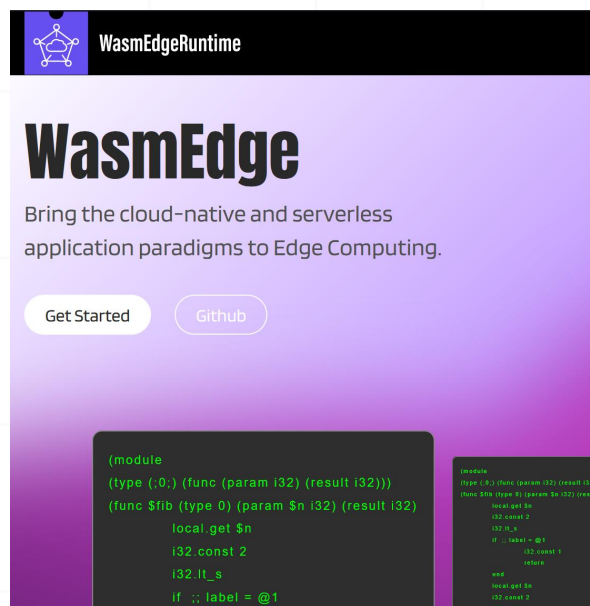 WasmEdgeRuntime
WasmEdge
Bring the cloud-native and serverless
application paradigms to Edge Computing.
Get Started
Github
(module
(type (;0;) (func (param i32) (result i32)))
(func $fib (type 0) (param $n i32) (result i32)
local.get $n
i32.const 2
i32.lt_s
if ;; label = @1
(module
(type (;0;) (func (param i32) (result i3
(func $fib (type 0) (param $n i32) (res
local.get $n
i32.const 2
i32.lt_s
if ;; label = @1
i32.const 1
return
end
local.get $n
i32.const 2